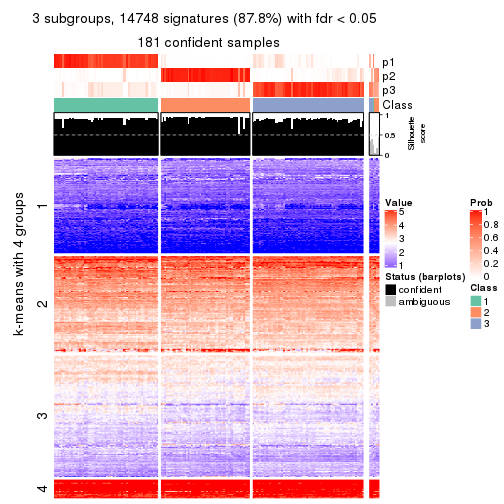 3 subgroups, 14748 signatures (87.8%) with fdr < 0.05
181 confident samples
p1
p2
p3
Class
1
0.5
0
Silhouette
score
k-means with 4 groups
1
2
3
4
Value
5
4
3
2
1
Status (barplots)
confident
ambiguous
Prob
1
0.8
0.6
0.4
0.2
0
Class
1
2
3